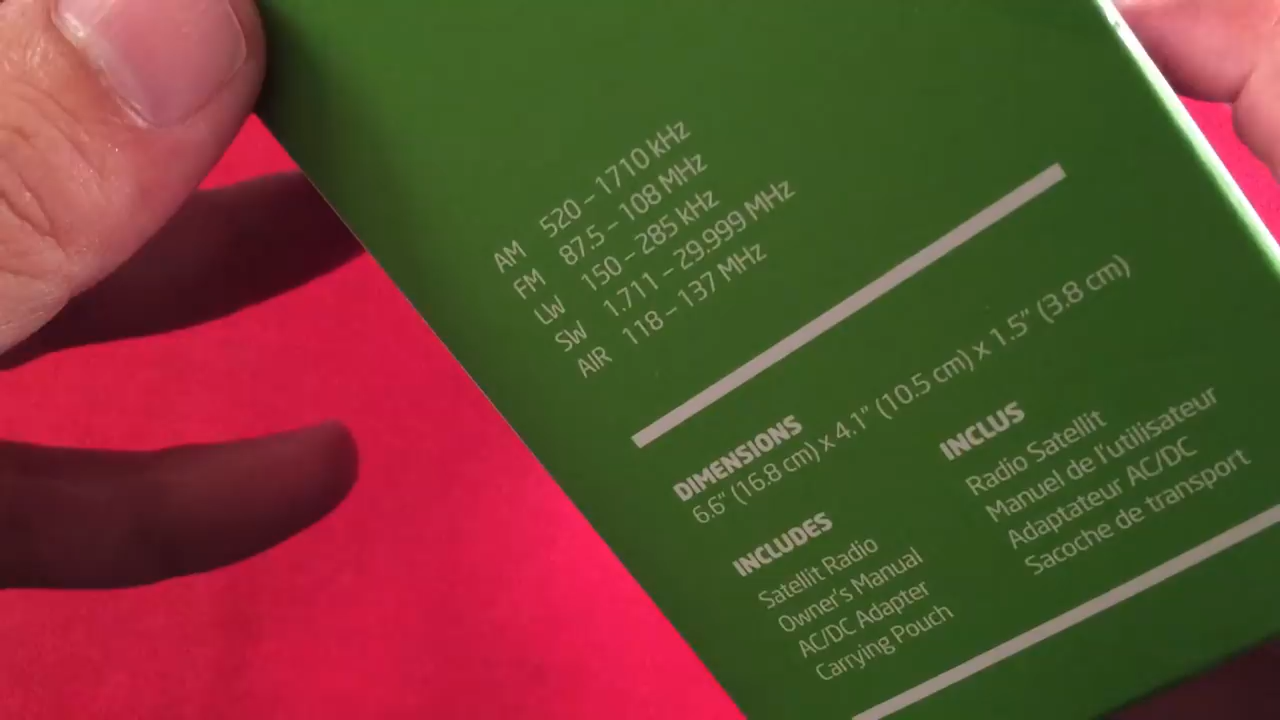 AM 520 – 1710 kHz
FM 87.5 – 108 MHz
LW 150 – 285 kHz
SW 1.711 – 29.999 MHz
AIR 118 – 137 MHz
DIMENSIONS
6.6” (16.8 cm) x 4.1” (10.5 cm) x 1.5” (3.8 cm)
INCLUDES
Satellit Radio
Owner’s Manual
AC/DC Adapter
Carrying Pouch
INCLUS
Radio Satellit
Manuel de l’utilisateur
Adaptateur AC/DC
Sacoche de transport